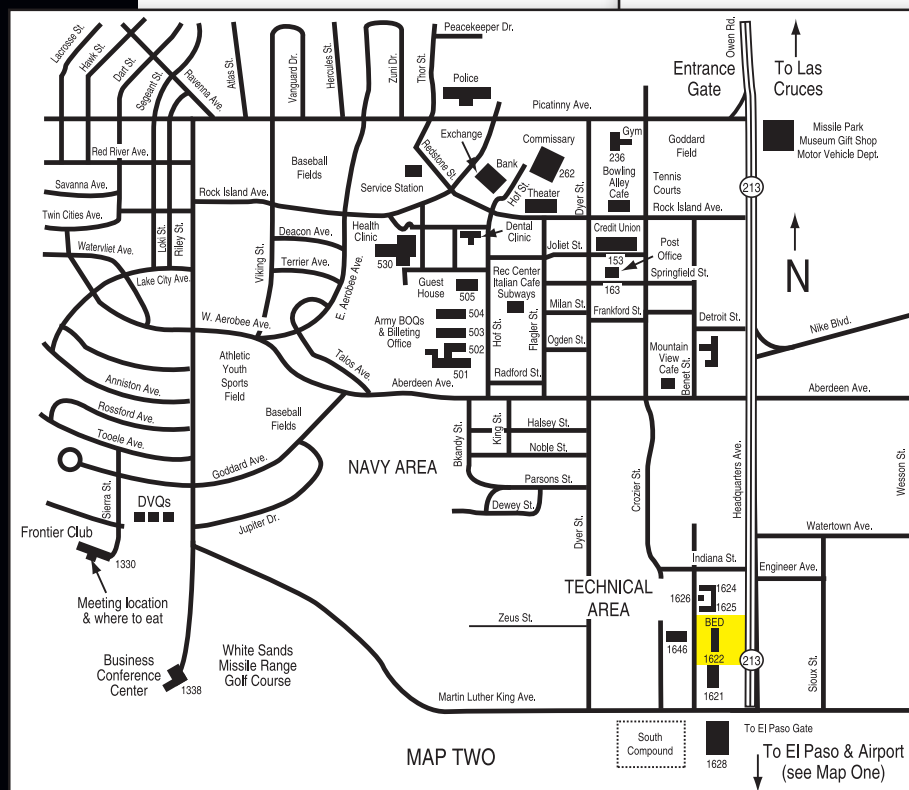 Lacrosse St.
Hawk St.
Dart St.
Segeant St.
Ravenna Ave.
Atlas St.
Vanguard Dr.
Hercules St.
Zuni Dr.
Thor St.
Peacekeeper Dr.
Owen Rd.
Entrance
Gate
To Las
Cruces
Police
Picatinny Ave.
Missile Park
Museum Gift Shop
Motor Vehicle Dept.
Red River Ave.
Baseball
Fields
Redstone St.
Exchange
Bank
Commissary
262
Gym
236
Bowling
Alley
Cafe
Goddard
Field
Tennis
Courts
Savanna Ave.
Rock Island Ave.
Service Station
Hof St.
Theater
Dyer St.
Rock Island Ave.
213
Twin Cities Ave.
Loki St.
Riley St.
Watervliet Ave.
Lake City Ave.
Viking St.
Deacon Ave.
Terrier Ave.
E. Aerobee Ave.
Health
Clinic
530
Dental
Clinic
Joliet St.
Credit Union
153
Post
Office
163
Springfield St.
N
Guest
House
505
Rec Center
Italian Cafe
Subways
W. Aerobee Ave.
Army BOQs
& Billeting
Office
504
503
502
501
Hof St.
Flagler St.
Milan St.
Frankford St.
Ogden St.
Detroit St.
Nike Blvd.
Talos Ave.
Radford St.
Mountain
View
Cafe
Benet St.
Athletic
Youth
Sports
Field
Aberdeen Ave.
Aberdeen Ave.
Anniston Ave.
Rossford Ave.
Tooele Ave.
Baseball
Fields
Goddard Ave.
NAVY AREA
Bkandy St.
King St.
Halsey St.
Noble St.
Parsons St.
Dewey St.
Crozier St.
Headquarters Ave.
Wesson St.
Sierra St.
DVQs
Jupiter Dr.
Dyer St.
Watertown Ave.
Frontier Club
1330
Meeting location
& where to eat
Indiana St.
Engineer Ave.
TECHNICAL
AREA
1624
1626
1625
Zeus St.
BED
1646
1622
213
Sioux St.
Business
Conference
Center
1338
White Sands
Missile Range
Golf Course
1621
Martin Luther King Ave.
MAP TWO
South
Compound
1628
To El Paso Gate
To El Paso & Airport
(see Map One)